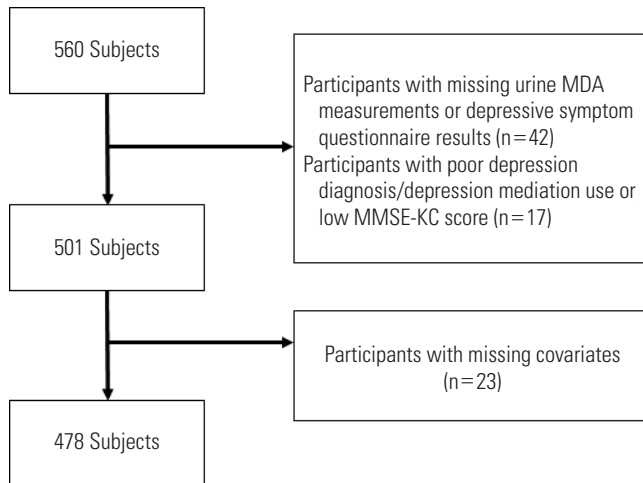 560 Subjects
Participants with missing urine MDA
measurements or depressive symptom
questionnaire results (n=42)
Participants with poor depression
diagnosis/depression mediation use or
low MMSE-KC score (n=17)
501 Subjects
Participants with missing covariates
(n=23)
478 Subjects